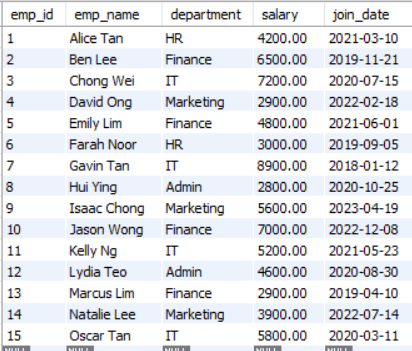 emp_id emp_name department salary join_date
1 Alice Tan HR 4200.00 2021-03-10
2 Ben Lee Finance 6500.00 2019-11-21
3 Chong Wei IT 7200.00 2020-07-15
4 David Ong Marketing 2900.00 2022-02-18
5 Emily Lim Finance 4800.00 2021-06-01
6 Farah Noor HR 3000.00 2019-09-05
7 Gavin Tan IT 8900.00 2018-01-12
8 Hui Ying Admin 2800.00 2020-10-25
9 Isaac Chong Marketing 5600.00 2023-04-19
10 Jason Wong Finance 7000.00 2022-12-08
11 Kelly Ng IT 5200.00 2021-05-23
12 Lydia Teo Admin 4600.00 2020-08-30
13 Marcus Lim Finance 2900.00 2019-04-10
14 Natalie Lee Marketing 3900.00 2022-07-14
15 Oscar Tan IT 5800.00 2020-03-11
NULL NULL NULL NULL NULL